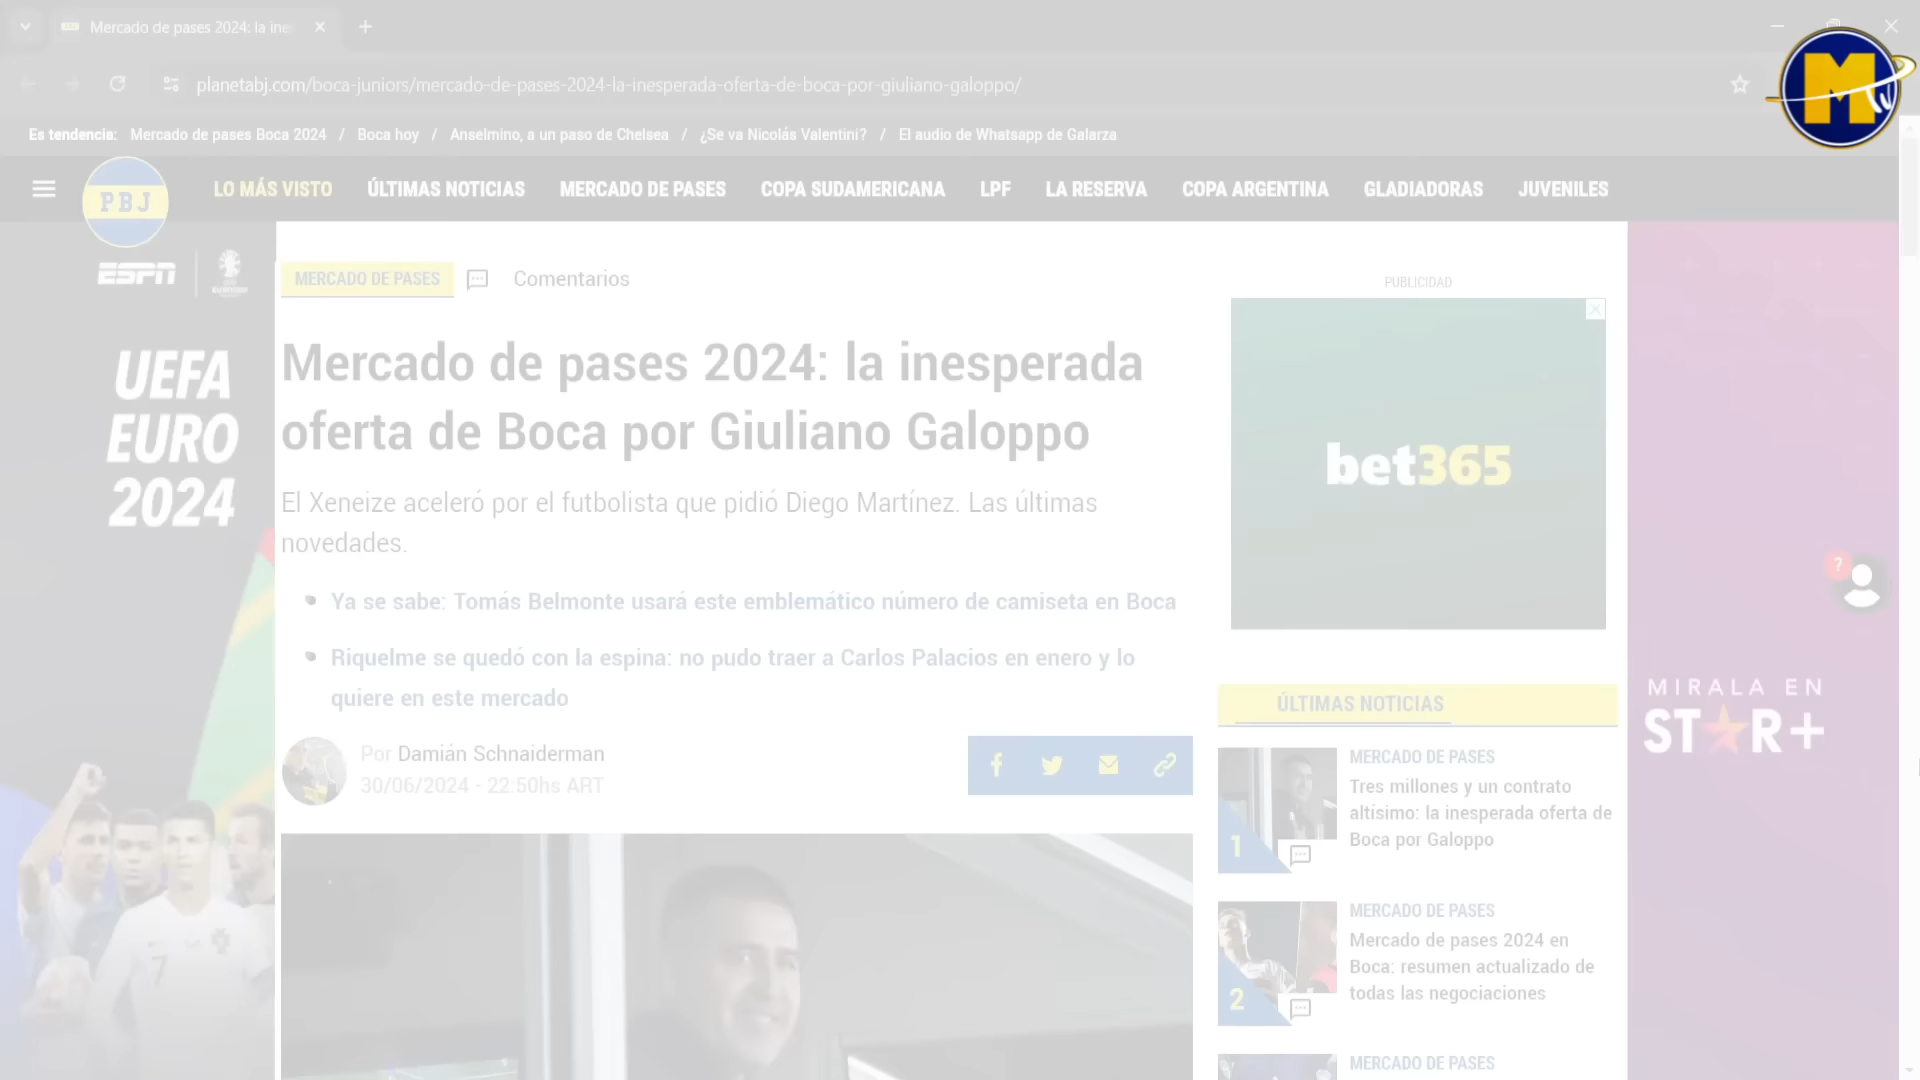 Mercado de pases 2024: la ine
planetabj.com/boca-juniors/mercado-de-pases-2024-la-inesperada-oferta-de-boca-por-giuliano-galoppo/
M
tv
Es tendencia: Mercado de pases Boca 2024 / Boca hoy / Anselmino, a un paso de Chelsea / ¿Se va Nicolás Valentini? / El audio de Whatsapp de Galarza
PBJ
LO MÁS VISTO ÚLTIMAS NOTICIAS MERCADO DE PASES COPA SUDAMERICANA LPF LA RESERVA COPA ARGENTINA GLADIADORAS JUVENILES
ESPN
UEFA
EURO
2024
7
MERCADO DE PASES Comentarios
Mercado de pases 2024: la inesperada
oferta de Boca por Giuliano Galoppo
El Xeneize aceleró por el futbolista que pidió Diego Martínez. Las últimas
novedades.
Ya se sabe: Tomás Belmonte usará este emblemático número de camiseta en Boca
Riquelme se quedó con la espina: no pudo traer a Carlos Palacios en enero y lo
quiere en este mercado
Por Damián Schnaiderman
30/06/2024 - 22:50hs ART
PUBLICIDAD
bet365
ÚLTIMAS NOTICIAS
1
MERCADO DE PASES
Tres millones y un contrato
altísimo: la inesperada oferta de
Boca por Galoppo
2
MERCADO DE PASES
Mercado de pases 2024 en
Boca: resumen actualizado de
todas las negociaciones
MERCADO DE PASES
?
MIRALA EN
STAR+